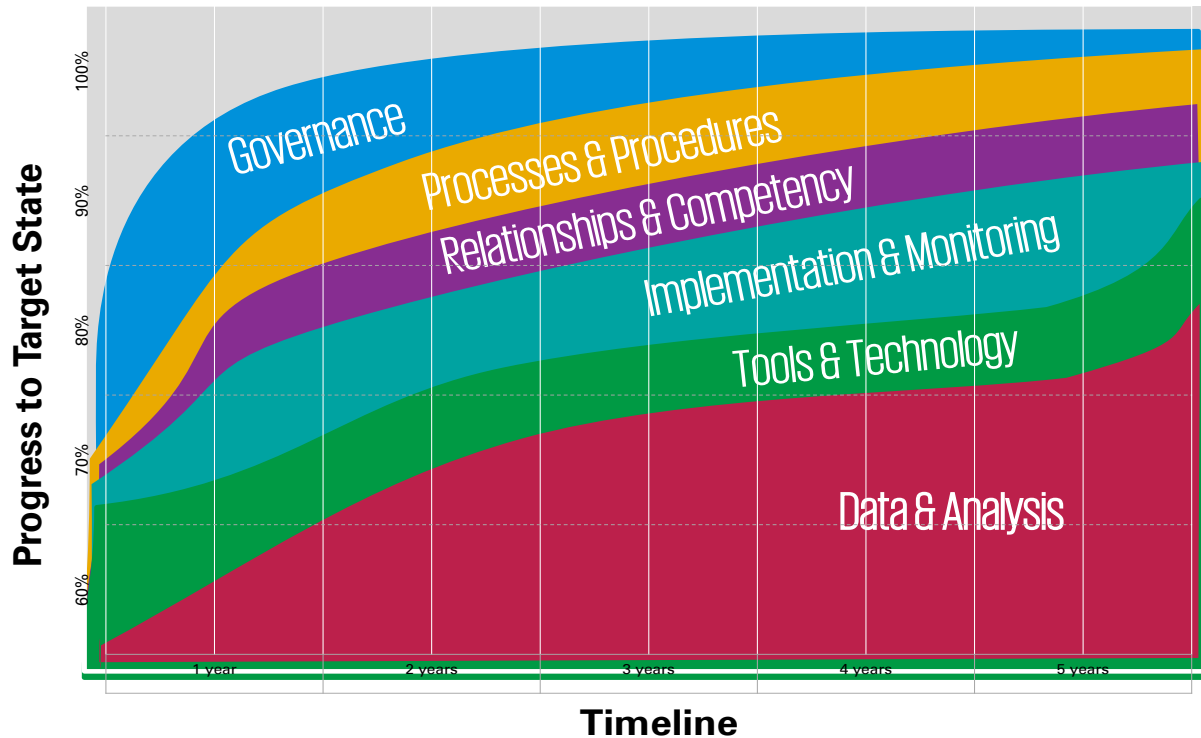 100%
90%
80%
70%
60%
Progress to Target State
Governance
Processes & Procedures
Relationships & Competency
Implementation & Monitoring
Tools & Technology
Data & Analysis
1 year
2 years
3 years
4 years
5 years
Timeline